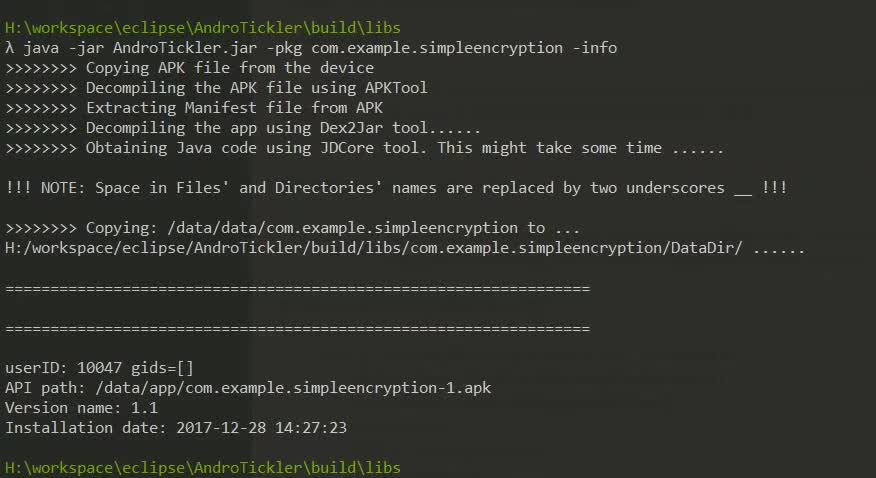 H:\workspace\eclipse\AndroTickler\build\libs
λ java -jar AndroTickler.jar -pkg com.example.simpleencryption -info
>>>>>>>> Copying APK file from the device
>>>>>>>> Decompiling the APK file using APKTool
>>>>>>>> Extracting Manifest file from APK
>>>>>>>> Decompiling the app using Dex2Jar tool......
>>>>>>>> Obtaining Java code using JDCore tool. This might take some time ......
!!! NOTE: Space in Files' and Directories' names are replaced by two underscores __ !!!
>>>>>>>> Copying: /data/data/com.example.simpleencryption to ...
H:/workspace/eclipse/AndroTickler/build/libs/com.example.simpleencryption/DataDir/ ......
=================================================================
=================================================================
userID: 10047 gids=[]
API path: /data/app/com.example.simpleencryption-1.apk
Version name: 1.1
Installation date: 2017-12-28 14:27:23
H:\workspace\eclipse\AndroTickler\build\libs